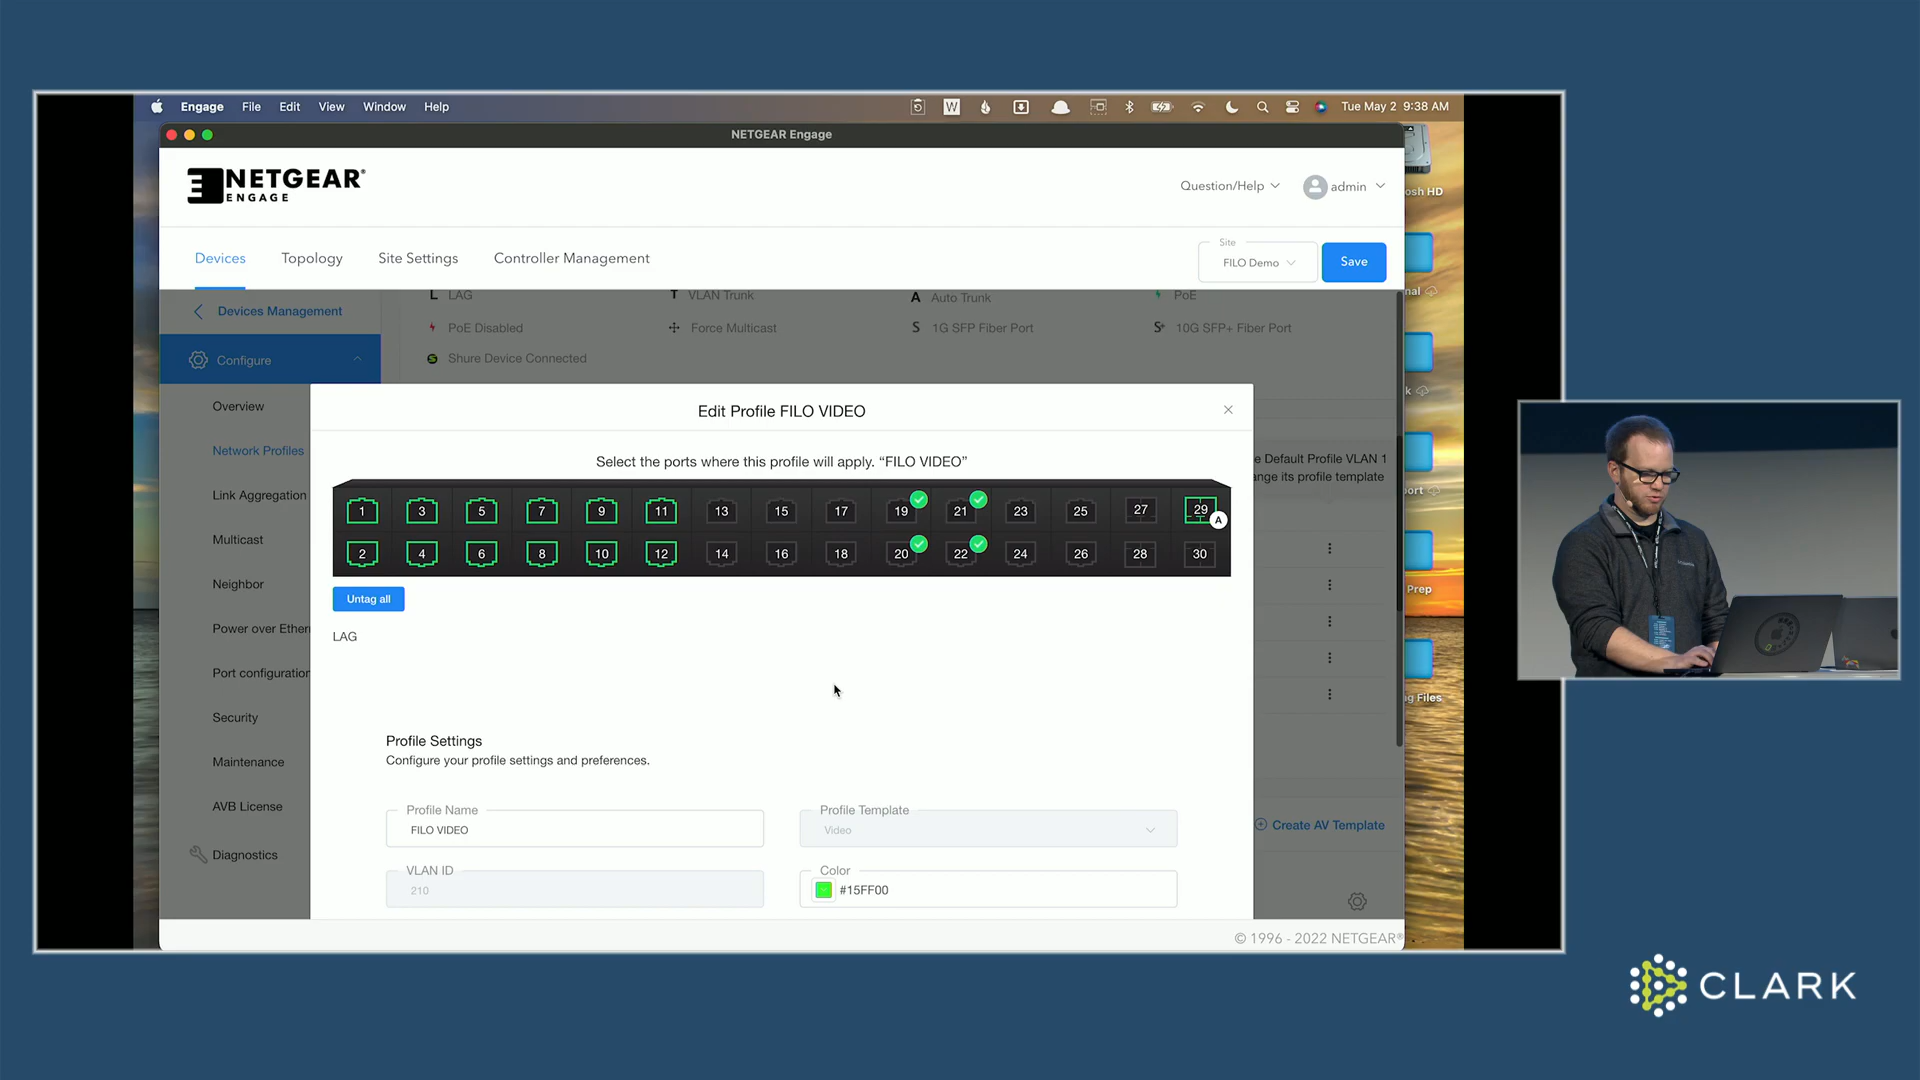 Engage File Edit View Window Help
W
Tue May 2 9:38 AM
NETGEAR Engage
NETGEAR®
ENGAGE
Question/Help
admin
osh HD
Devices Topology Site Settings Controller Management
Site
FILO Demo
Save
Devices Management
L LAG
T VLAN Trunk
A Auto Trunk
PoE
nal
PoE Disabled
Force Multicast
S 1G SFP Fiber Port
S+ 10G SFP+ Fiber Port
S Shure Device Connected
Configure
k
Overview
Network Profiles
Link Aggregation
Multicast
Neighbor
Power over Ether
Port configuration
Security
Maintenance
AVB License
Diagnostics
Edit Profile FILO VIDEO
Select the ports where this profile will apply. “FILO VIDEO”
1 3 5 7 9 11 13 15 17 19 21 23 25 27 29 A
2 4 6 8 10 12 14 16 18 20 22 24 26 28 30
Untag all
LAG
Profile Settings
Configure your profile settings and preferences.
Profile Name
FILO VIDEO
Profile Template
Video
VLAN ID
210
Color
#15FF00
e Default Profile VLAN 1
ange its profile template
port
Prep
g Files
Create AV Template
© 1996 - 2022 NETGEAR®
CLARK